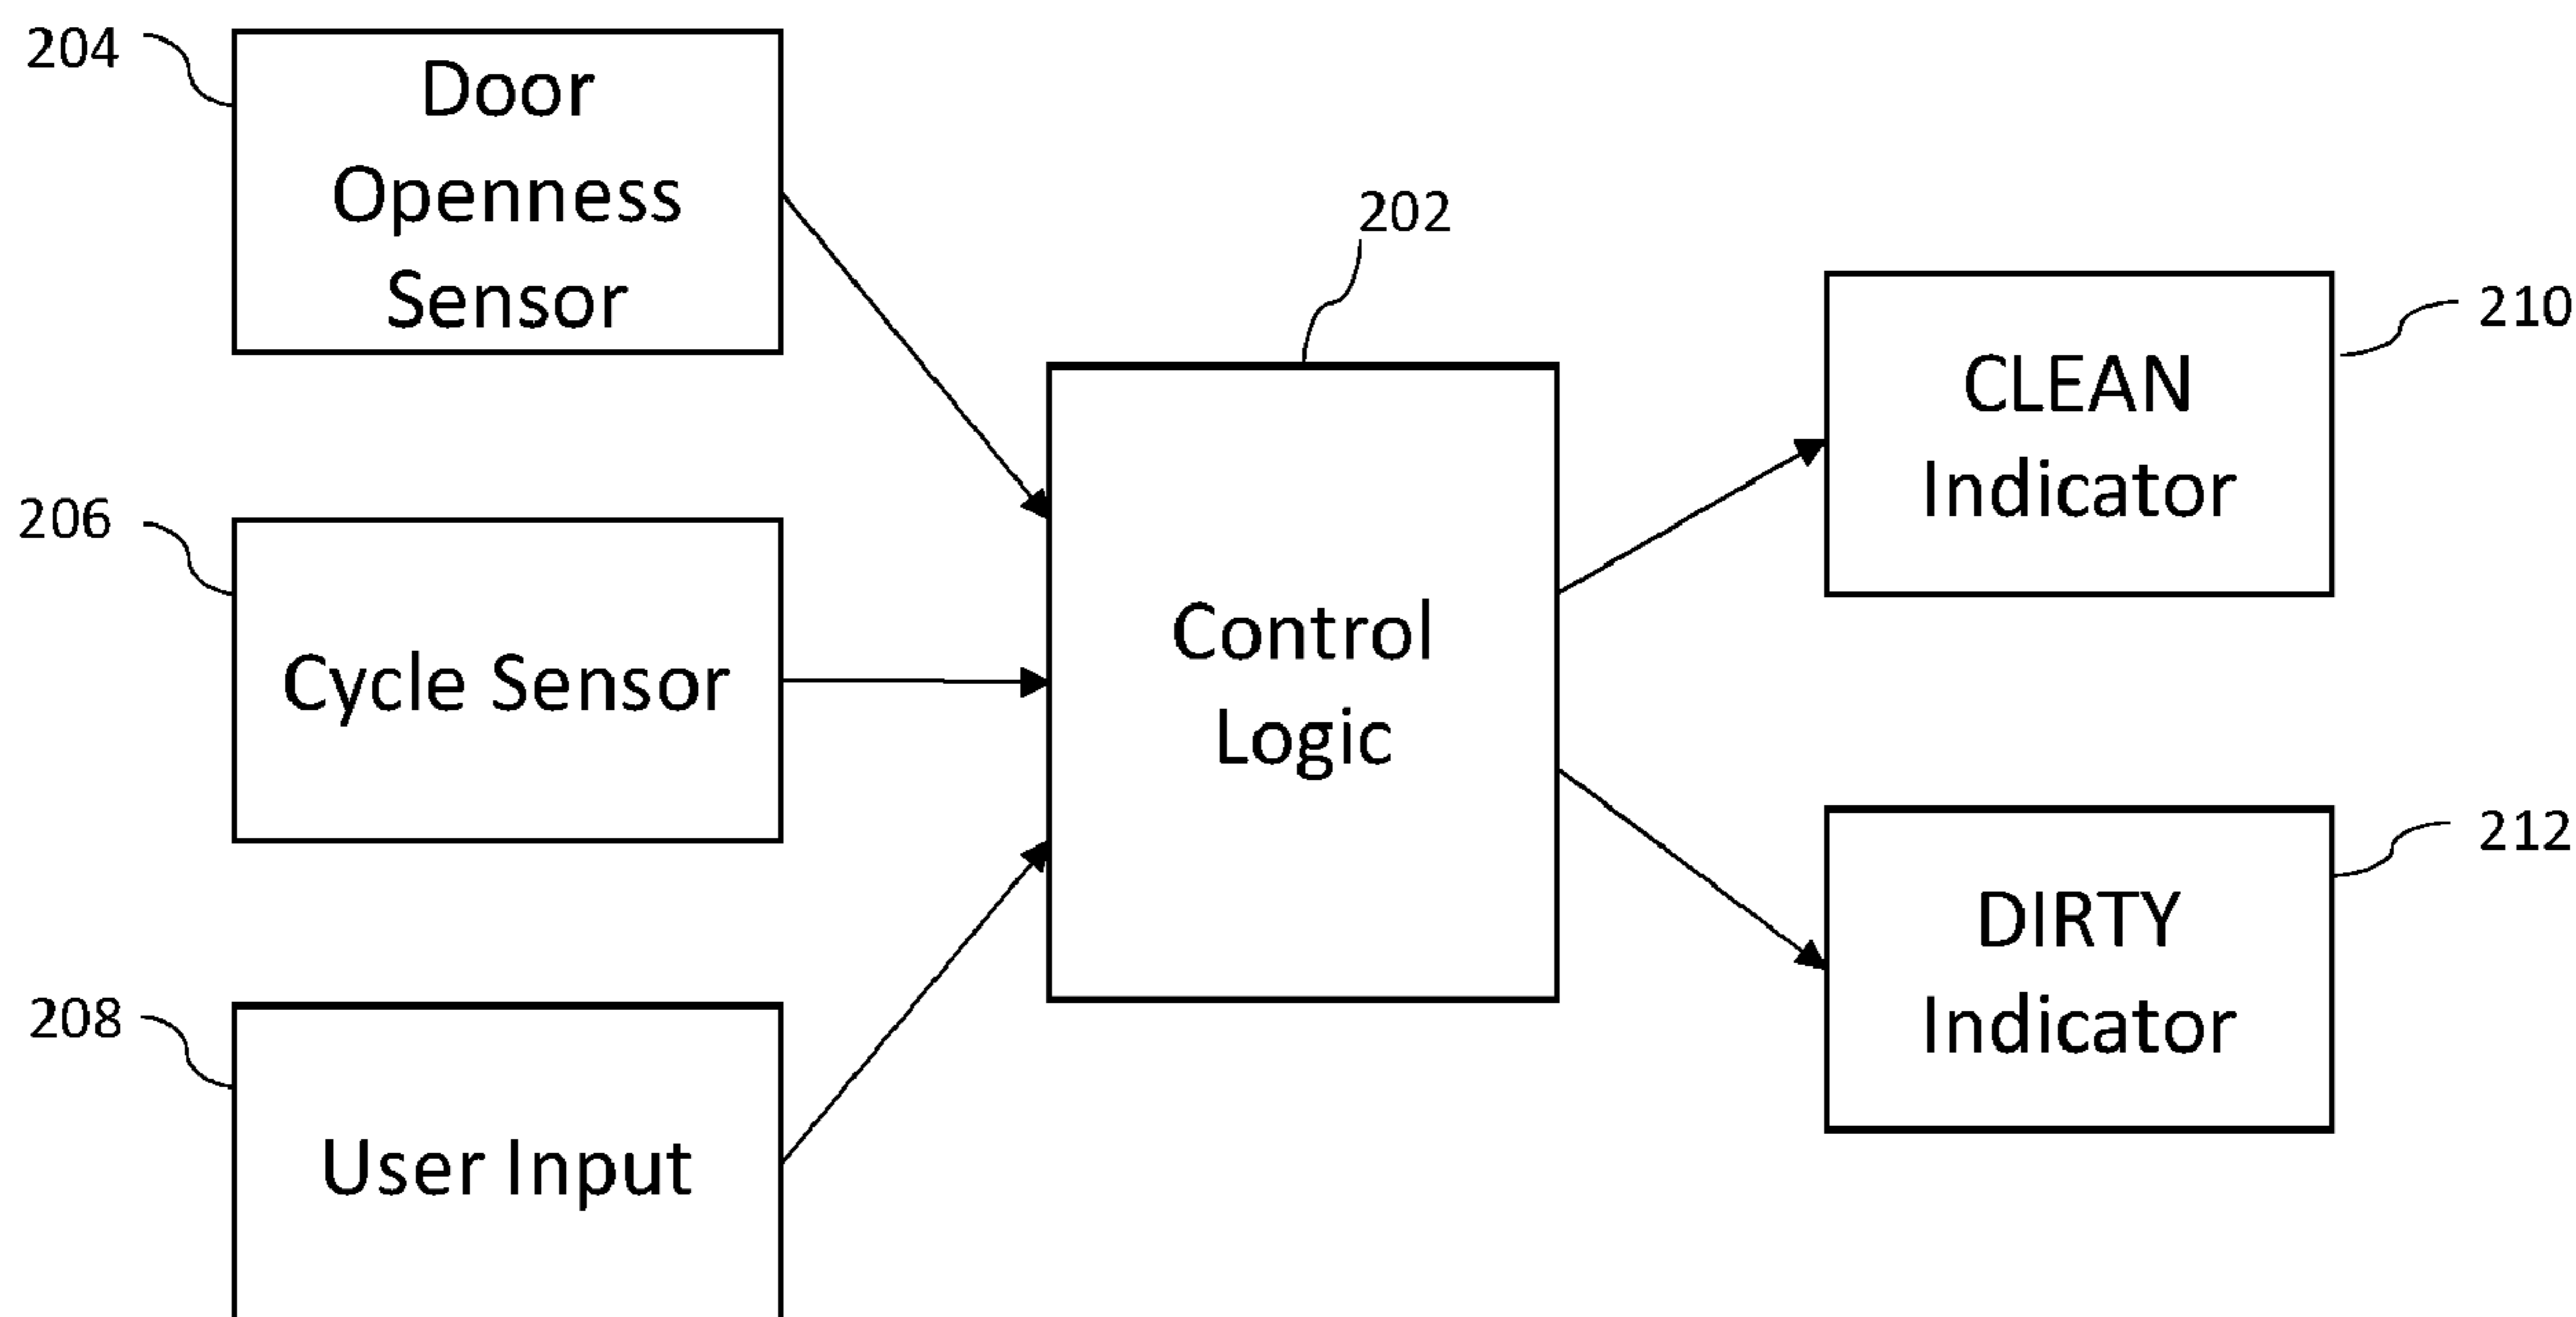 204
Door
Openness
Sensor
206
Cycle Sensor
208
User Input
202
Control
Logic
210
CLEAN
Indicator
212
DIRTY
Indicator